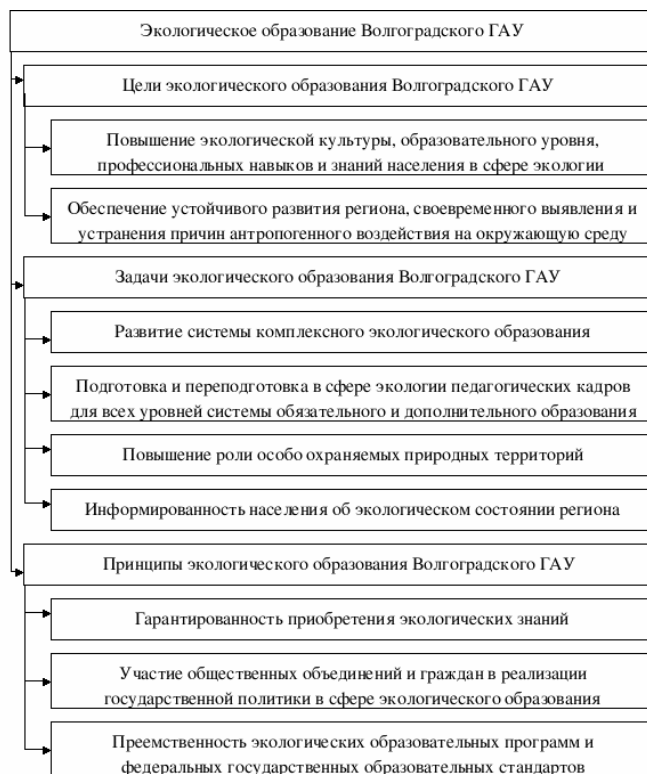 Экологическое образование Волгоградского ГАУ
Цели экологического образования Волгоградского ГАУ
Повышение экологической культуры, образовательного уровня,
профессиональных навыков и знаний населения в сфере экологии
Обеспечение устойчивого развития региона, своевременного выявления и
устранения причин антропогенного воздействия на окружающую среду
Задачи экологического образования Волгоградского ГАУ
Развитие системы комплексного экологического образования
Подготовка и переподготовка в сфере экологии педагогических кадров
для всех уровней системы обязательного и дополнительного образования
Повышение роли особо охраняемых природных территорий
Информированность населения об экологическом состоянии региона
Принципы экологического образования Волгоградского ГАУ
Гарантированность приобретения экологических знаний
Участие общественных объединений и граждан в реализации
государственной политики в сфере экологического образования
Преемственность экологических образовательных программ и
федеральных государственных образовательных стандартов